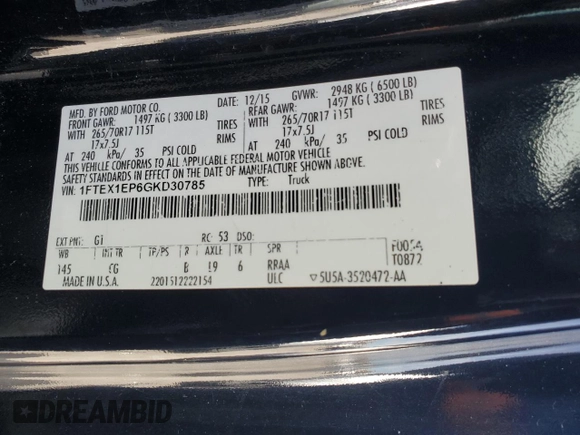 MFD. BY FORD MOTOR CO.
DATE: 12/15 GVWR: 2948 KG ( 6500 LB)
FRONT GAWR: 1497 KG ( 3300 LB)
REAR GAWR: 1497 KG ( 3300 LB)
265/70R17 115T TIRES
265/70R17 115T TIRES
17x7.5J RIMS
17x7.5J RIMS
AT 240 kPa/ 35 PSI COLD
AT 240 kPa/ 35 PSI COLD
THIS VEHICLE CONFORMS TO ALL APPLICABLE FEDERAL MOTOR VEHICLE
SAFETY STANDARDS IN EFFECT ON THE DATE OF MANUFACTURE SHOWN ABOVE.
VIN: 1FTEX1EP6GKD30785 TYPE: Truck
EXT PNT: G1 RC: 53 DSO:
WB INT TR TP/PS R AXLE TR SPR
145 B L9 6 RRAA
T0872
MADE IN U.S.A. 2201512222154 ULC ▽5U5A-3520472-AA
DREAMBID